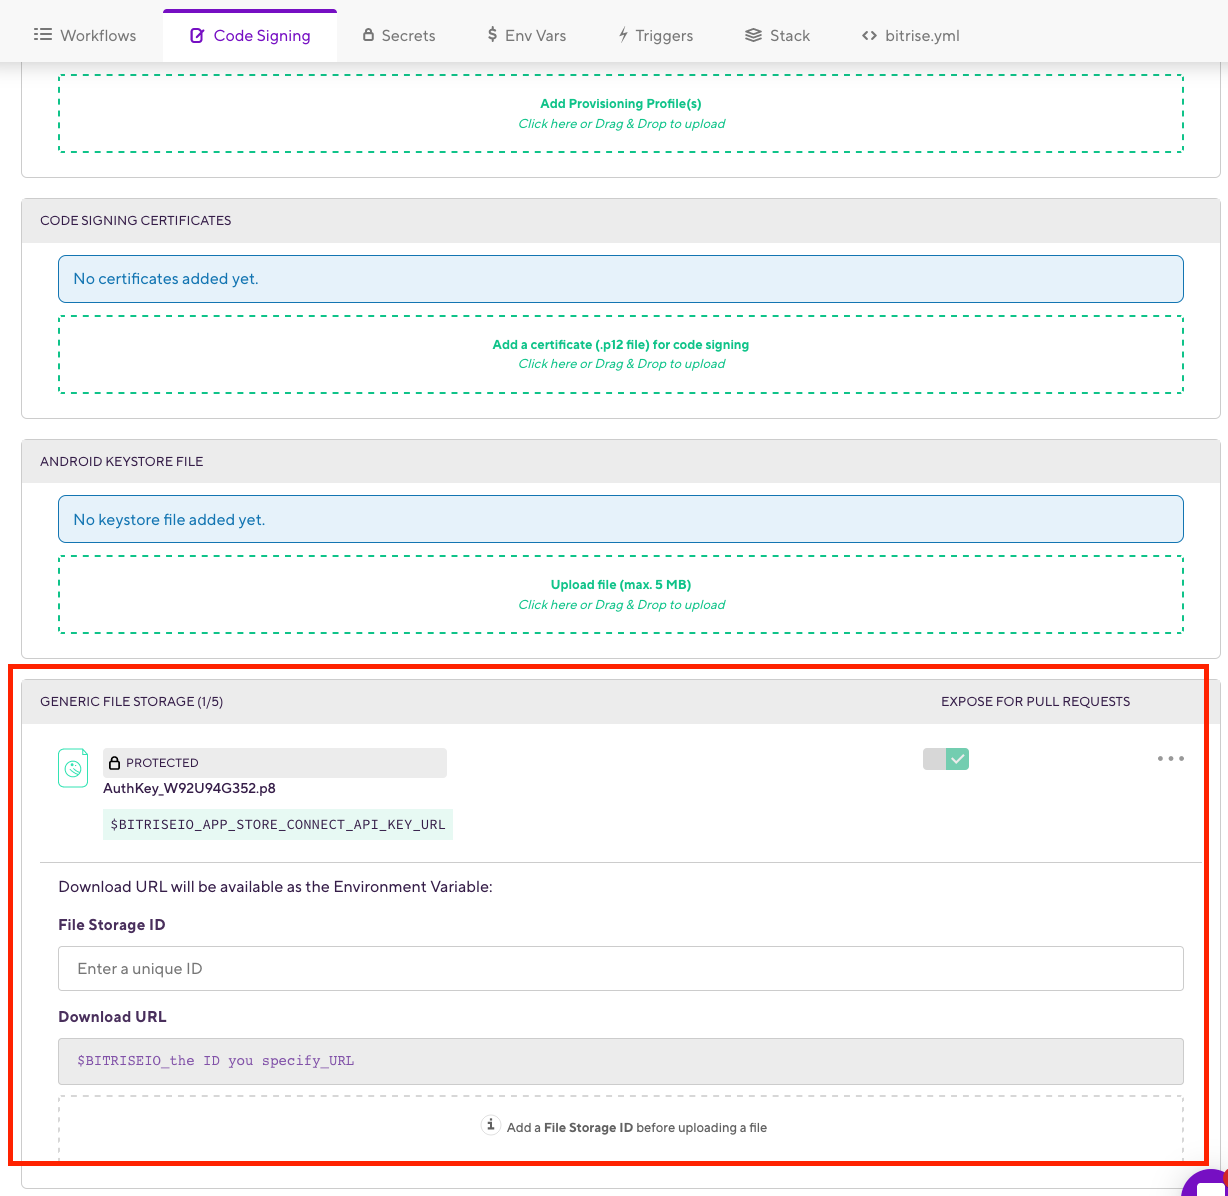 Workflows Code Signing Secrets $ Env Vars Triggers Stack <> bitrise.yml
Add Provisioning Profile(s)
Click here or Drag & Drop to upload
CODE SIGNING CERTIFICATES
No certificates added yet.
Add a certificate (.p12 file) for code signing
Click here or Drag & Drop to upload
ANDROID KEYSTORE FILE
No keystore file added yet.
Upload file (max. 5 MB)
Click here or Drag & Drop to upload
GENERIC FILE STORAGE (1/5) EXPOSE FOR PULL REQUESTS
PROTECTED
AuthKey_W92U94G352.p8
$BITRISEIO_APP_STORE_CONNECT_API_KEY_URL
Download URL will be available as the Environment Variable:
File Storage ID
Enter a unique ID
Download URL
$BITRISEIO_the ID you specify_URL
Add a File Storage ID before uploading a file